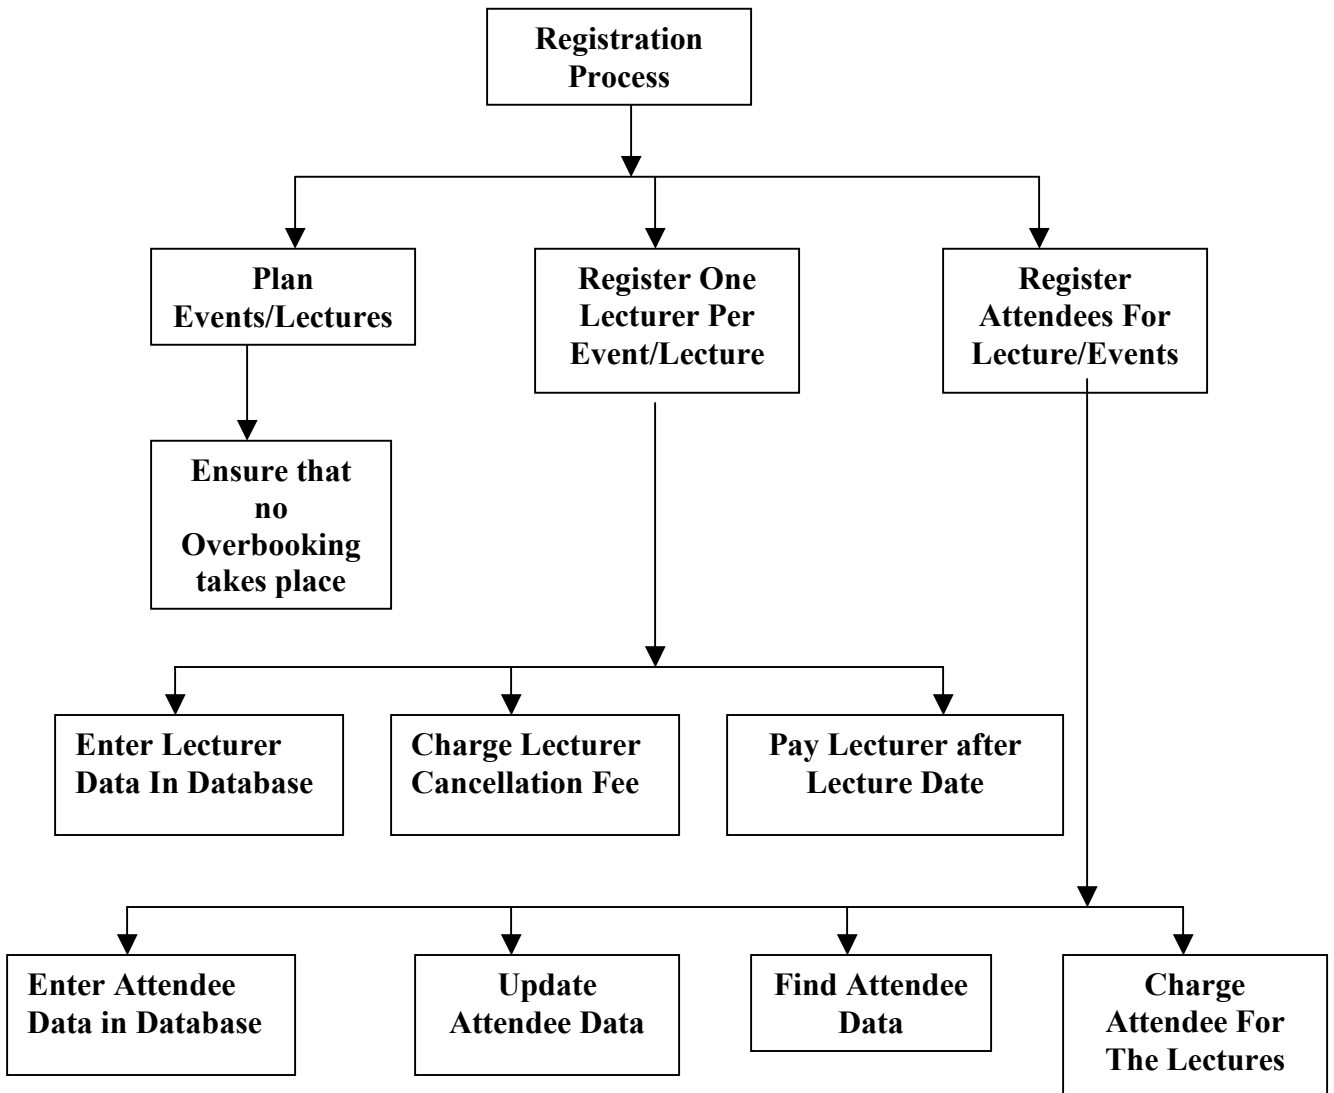 Registration
Process
Plan
Events/Lectures
Register One
Lecturer Per
Event/Lecture
Register
Attendees For
Lecture/Events
Ensure that
no
Overbooking
takes place
Enter Lecturer
Data In Database
Charge Lecturer
Cancellation Fee
Pay Lecturer after
Lecture Date
Enter Attendee
Data in Database
Update
Attendee Data
Find Attendee
Data
Charge
Attendee For
The Lectures